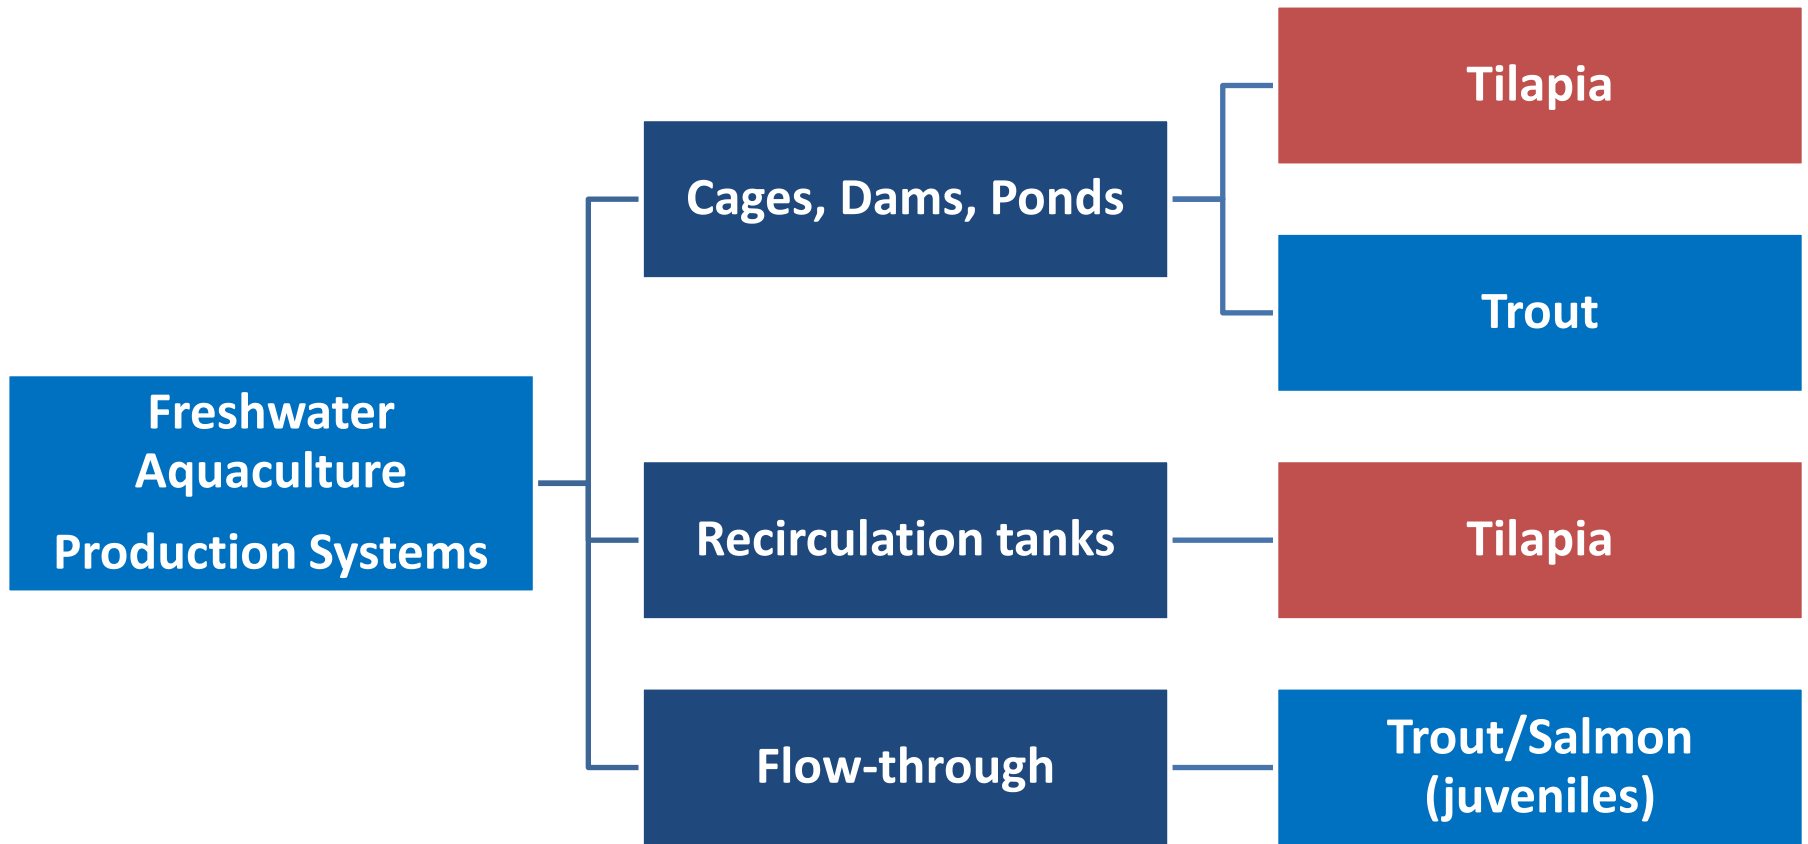 Freshwater
Aquaculture
Production Systems
Cages, Dams, Ponds
Tilapia
Trout
Recirculation tanks
Tilapia
Flow-through
Trout/Salmon
(juveniles)